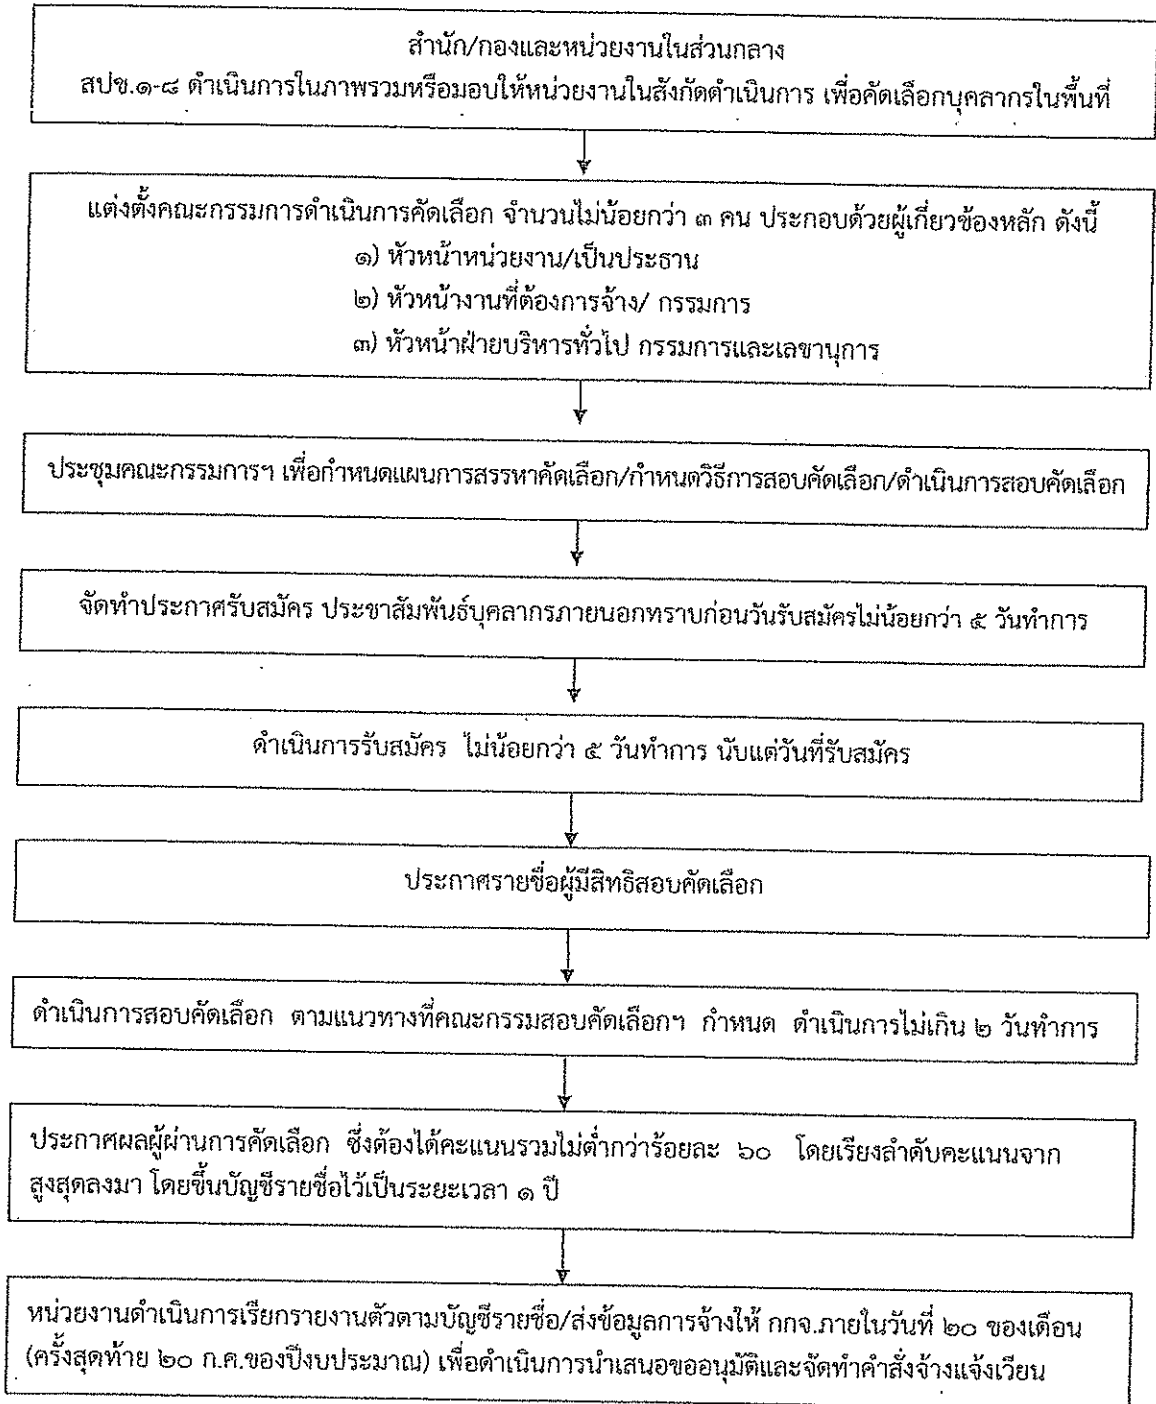 สำนัก/กองและหน่วยงานในส่วนกลาง
สปช.๑-๘ ดำเนินการในภาพรวมหรือมอบให้หน่วยงานในสังกัดดำเนินการ เพื่อคัดเลือกบุคลากรในพื้นที่
แต่งตั้งคณะกรรมการดำเนินการคัดเลือก จำนวนไม่น้อยกว่า ๓ คน ประกอบด้วยผู้เกี่ยวข้องหลัก ดังนี้
๑) หัวหน้าหน่วยงาน/เป็นประธาน
๒) หัวหน้างานที่ต้องการจ้าง/ กรรมการ
๓) หัวหน้าฝ่ายบริหารทั่วไป กรรมการและเลขานุการ
ประชุมคณะกรรมการฯ เพื่อกำหนดแผนการสรรหาคัดเลือก/กำหนดวิธีการสอบคัดเลือก/ดำเนินการสอบคัดเลือก
จัดทำประกาศรับสมัคร ประชาสัมพันธ์บุคลากรภายนอกทราบก่อนวันรับสมัครไม่น้อยกว่า ๕ วันทำการ
ดำเนินการรับสมัคร ไม่น้อยกว่า ๕ วันทำการ นับแต่วันที่รับสมัคร
ประกาศรายชื่อผู้มีสิทธิสอบคัดเลือก
ดำเนินการสอบคัดเลือก ตามแนวทางที่คณะกรรมสอบคัดเลือกฯ กำหนด ดำเนินการไม่เกิน ๒ วันทำการ
ประกาศผลผู้ผ่านการคัดเลือก ซึ่งต้องได้คะแนนรวมไม่ต่ำกว่าร้อยละ ๖๐ โดยเรียงลำดับคะแนนจาก
สูงสุดลงมา โดยขึ้นบัญชีรายชื่อไว้เป็นระยะเวลา ๑ ปี
หน่วยงานดำเนินการเรียกรายงานตัวตามบัญชีรายชื่อ/ส่งข้อมูลการจ้างให้ กกจ.ภายในวันที่ ๒๐ ของเดือน
(ครั้งสุดท้าย ๒๐ ก.ค.ของปีงบประมาณ) เพื่อดำเนินการนำเสนอขออนุมัติและจัดทำคำสั่งจ้างแจ้งเวียน